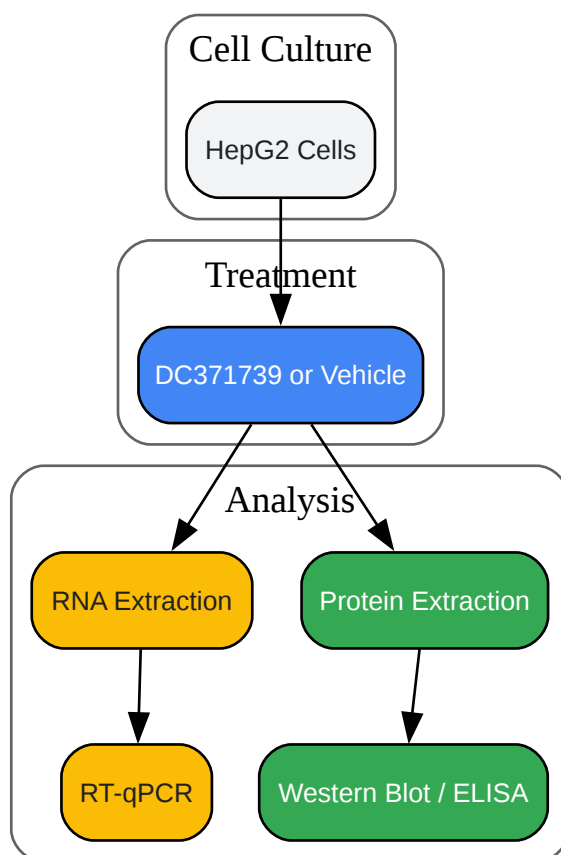 Cell Culture
HepG2 Cells
Treatment
DC371739 or Vehicle
Analysis
RNA Extraction
Protein Extraction
RT-qPCR
Western Blot / ELISA